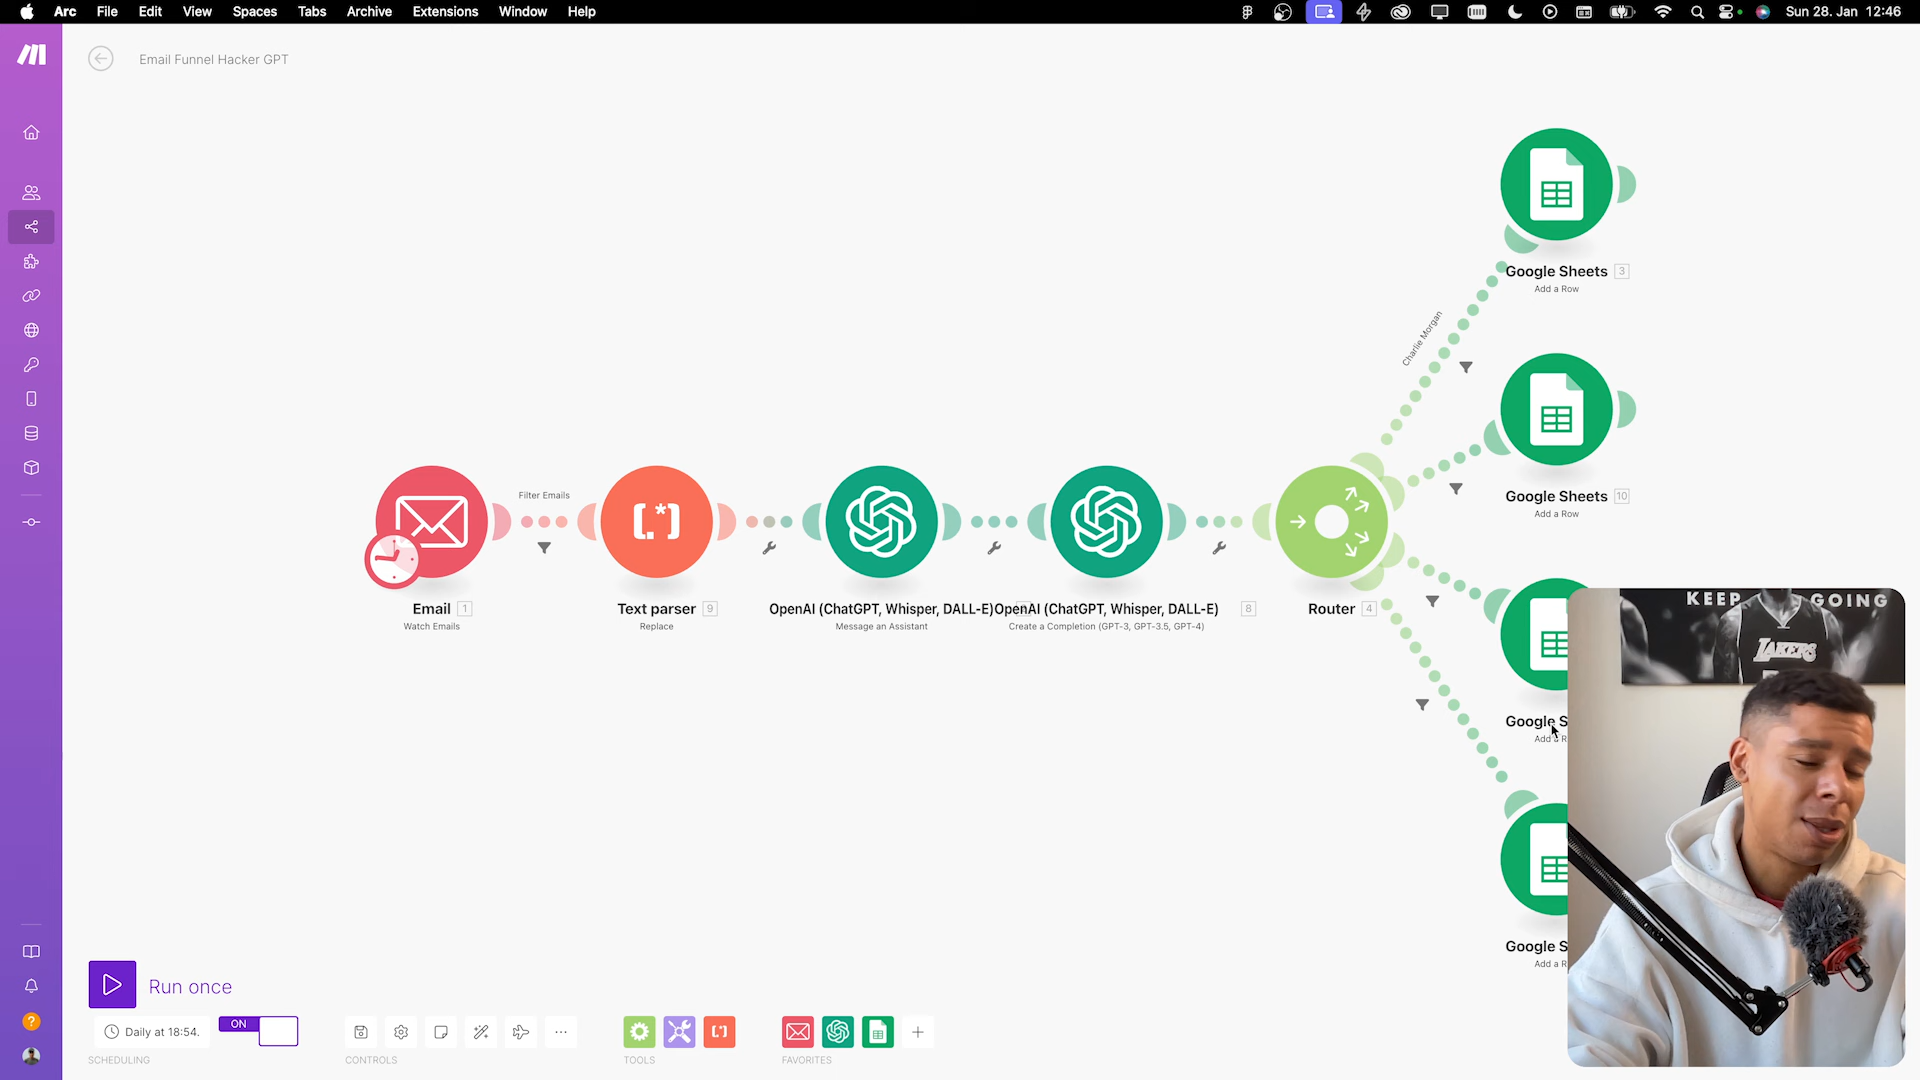 Arc File Edit View Spaces Tabs Archive Extensions Window Help
Sun 28. Jan 12:46
Email Funnel Hacker GPT
Google Sheets 3
Add a Row
Charlie Morgan
Google Sheets 10
Add a Row
Filter Emails
Email 1
Watch Emails
Text parser 9
Replace
OpenAI (ChatGPT, Whisper, DALL-E)
Message an Assistant
OpenAI (ChatGPT, Whisper, DALL-E) 8
Create a Completion (GPT-3, GPT-3.5, GPT-4)
Router 4
Google S
Add a R
Google S
Add a R
KEEP GOING
LAKERS
Run once
Daily at 18:54.
ON
SCHEDULING
CONTROLS
TOOLS
FAVORITES